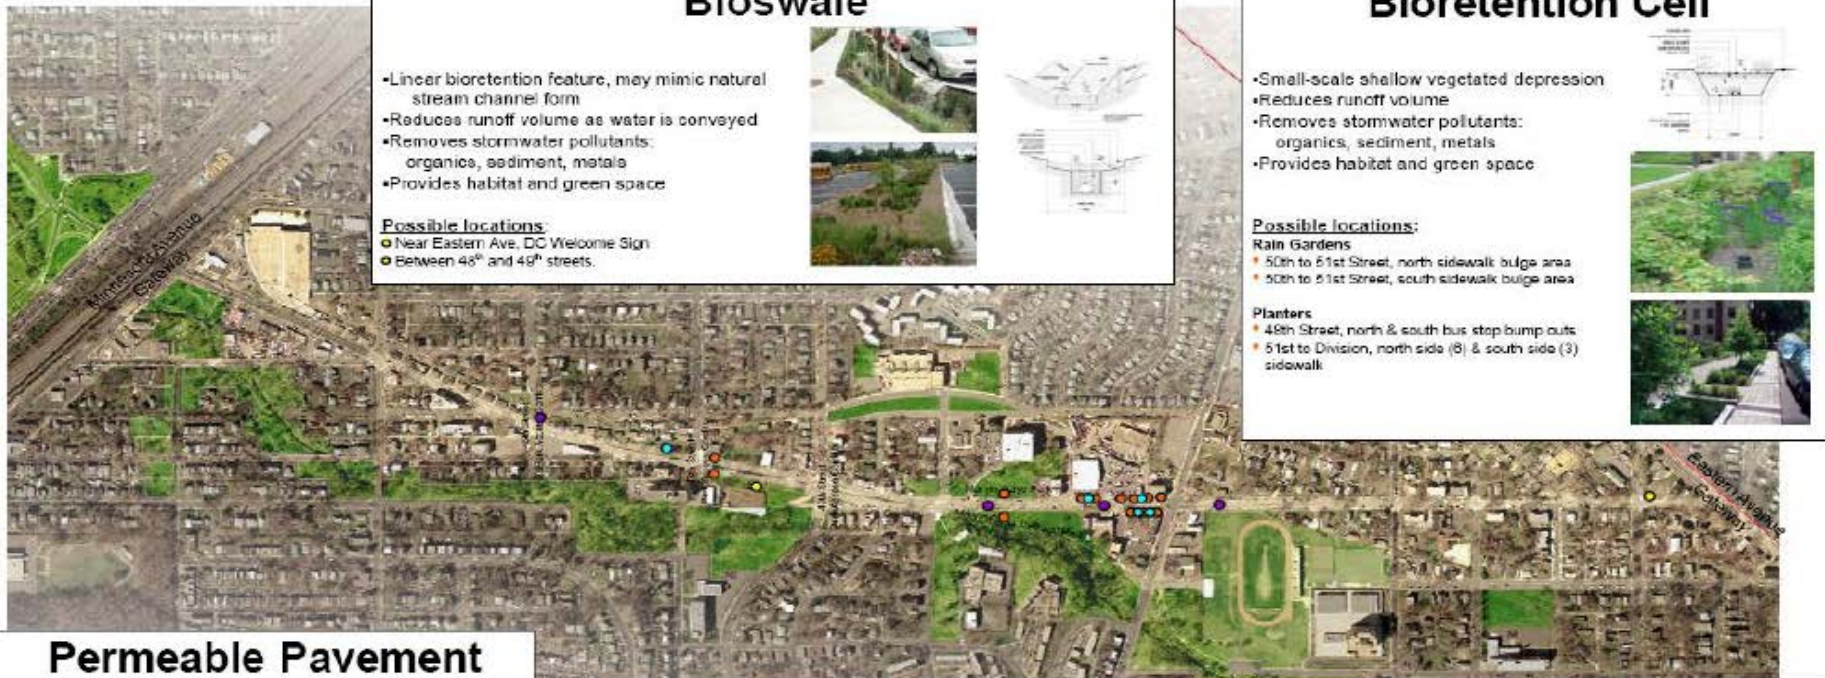 Bioswale
•Linear bioretention feature, may mimic natural
stream channel form
•Reduces runoff volume as water is conveyed
•Removes stormwater pollutants:
organics, sediment, metals
•Provides habitat and green space
Possible locations:
Near Eastern Ave, DC Welcome Sign
Between 48th and 49th streets.
Bioretention Cell
•Small-scale shallow vegetated depression
•Reduces runoff volume
•Removes stormwater pollutants:
organics, sediment, metals
•Provides habitat and green space
Possible locations:
Rain Gardens
• 50th to 51st Street, north sidewalk bulge area
• 50th to 51st Street, south sidewalk bulge area
Planters
• 48th Street, north & south bus stop bump outs
• 51st to Division, north side (6) & south side (3)
sidewalk
Minnesota Avenue
Gateway
Eastern Avenue
Gateway
Permeable Pavement